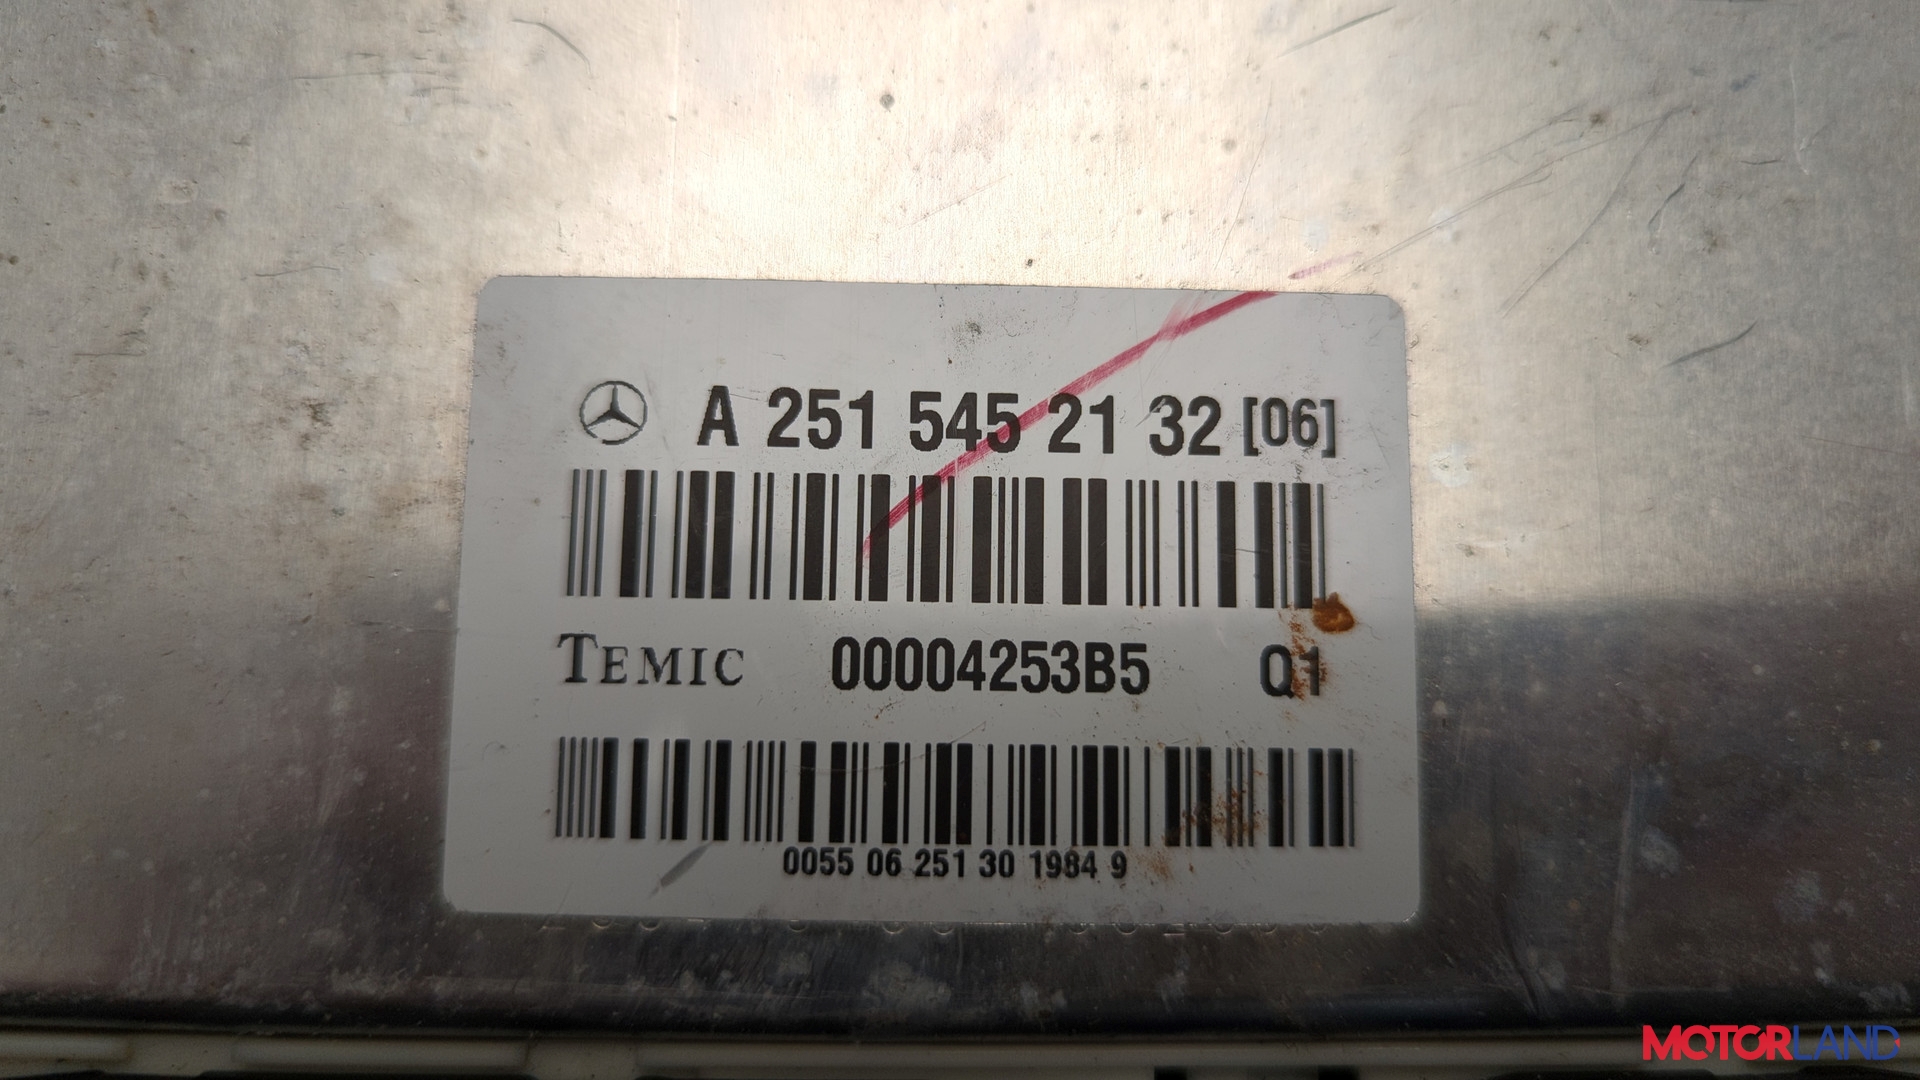 A 251 545 21 32 [06]
TEMIC 00004253B5 Q1
0055 06 251 30 1984 9
MOTORLAND